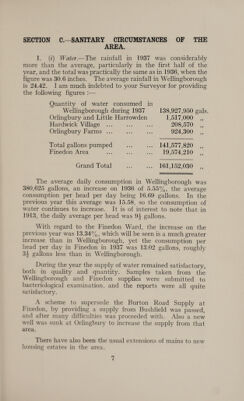 SECTION C.—SANITARY CIRCUMSTANCES OF THE
AREA.
1. (i) Water.—The rainfall in 1937 was considerably
more than the average, particularly in the first half of the
year, and the total was practically the same as in 1936, when the
figure was 30.6 inches. The average rainfall in Wellingborough
is 24.42. I am much indebted to your Surveyor for providing
the following figures :—
Quantity of water consumed in
Wellingborough during 1937 138,927,950 gals.
Orlingbury and Little Harrowden 1,517,000 ,,
Hardwick Village ... ... ... 208,570 ,,
Orlingbury Farms ... ... ... 924,300 ,,
Total gallons pumped ... ... 141,577,820 ,,
Finedon Area ... ... ... 19,574,210 ,,
Grand Total ... ... 161,152,030 ,,
The average daily consumption in Wellingborough was
380,625 gallons, an increase on 1936 of 5.55%, the average
consumption per head per day being 16.69 gallons. In the
previous year this average was 15.58, so the consumption of
water continues to increase. It is of interest to note that in
1913, the daily average per head was 9½ gallons.
With regard to the Finedon Ward, the increase on the
previous year was 13.34%, which will be seen is a much greater
increase than in Wellingborough, yet the consumption per
head per day in Finedon in 1937 was 13.02 gallons, roughly
3½ gallons less than in Wellingborough.
During the year the supply of water remained satisfactory,
both in quality and quantity. Samples taken from the
Wellingborough and Finedon supplies were submitted to
bacteriological examination, and the reports were all quite
satisfactory.
A scheme to supersede the Burton Road Supply at
Finedon, by providing a supply from Bushfield was passed,
and after many difficulties was proceeded with. Also a new
well was sunk at Orlingbury to increase the supply from that
area.
There have also been the usual extensions of mains to new
housing estates in the area.
7